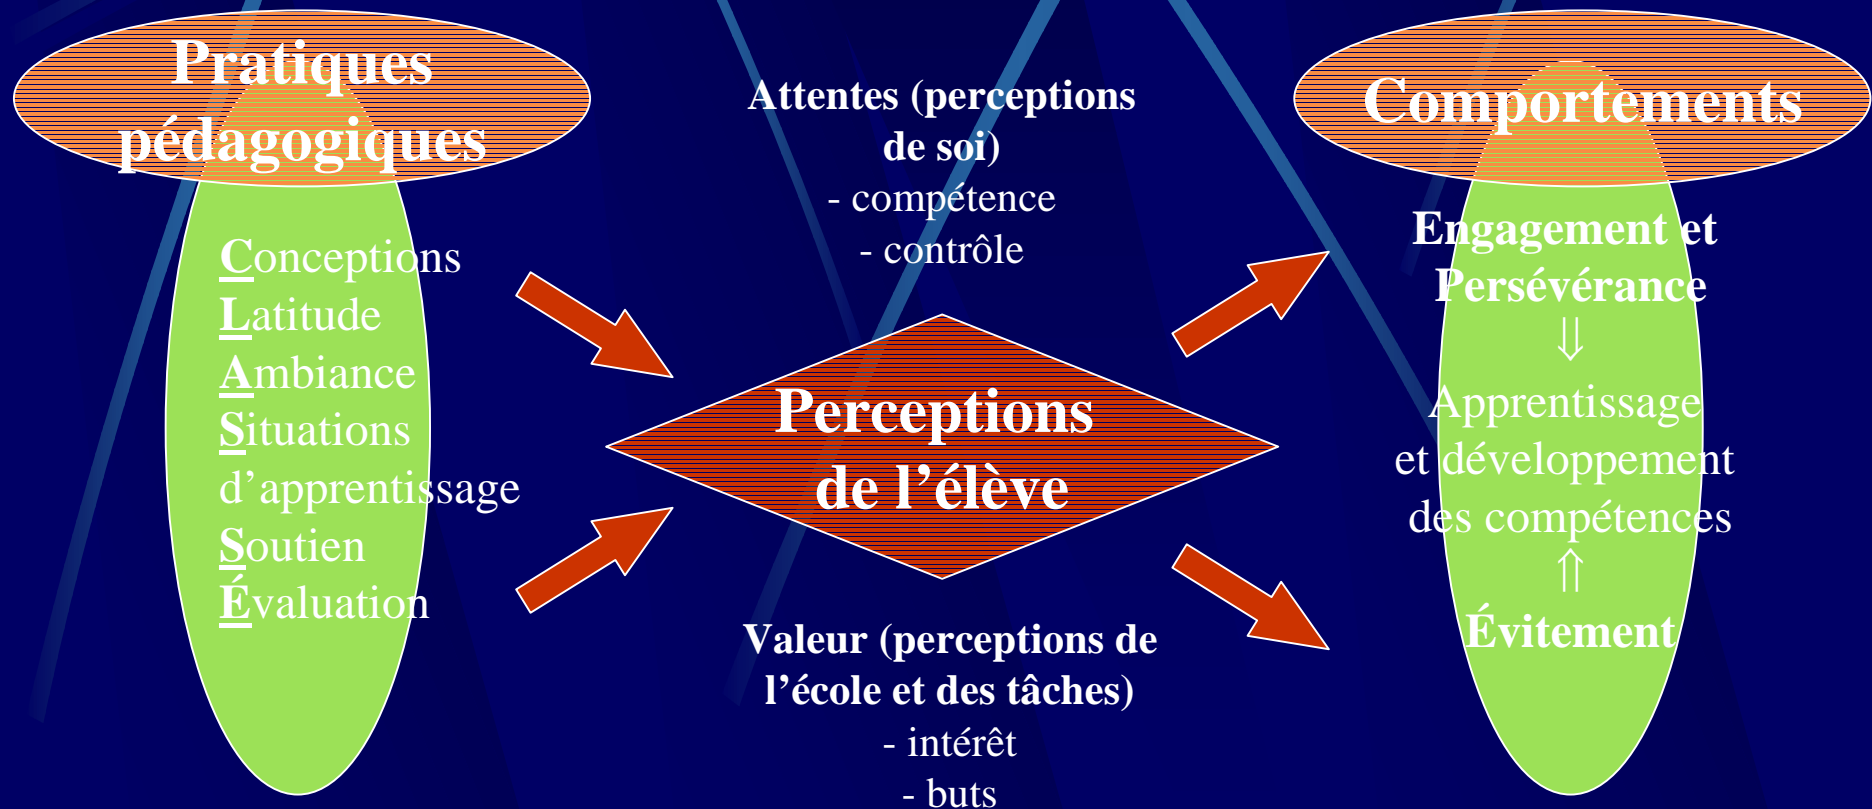 Pratiques
pédagogiques
Conceptions
Latitude
Ambiance
Situations
d’apprentissage
Soutien
Évaluation
Attentes (perceptions
de soi)
- compétence
- contrôle
Perceptions
de l’élève
Valeur (perceptions de
l’école et des tâches)
- intérêt
- buts
Comportements
Engagement et
Persévérance
⇓
Apprentissage
et développement
des compétences
⇑
Évitement